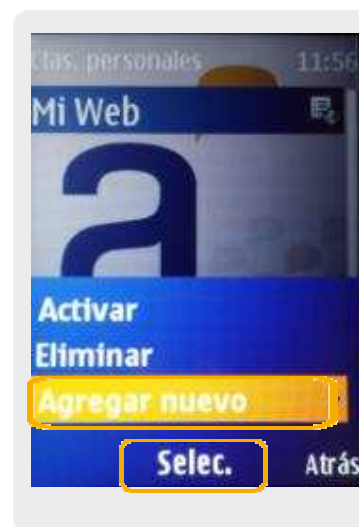 Ctas. personales 11:56
Mi Web
a
Activar
Eliminar
Agregar nuevo
Selec. Atrás